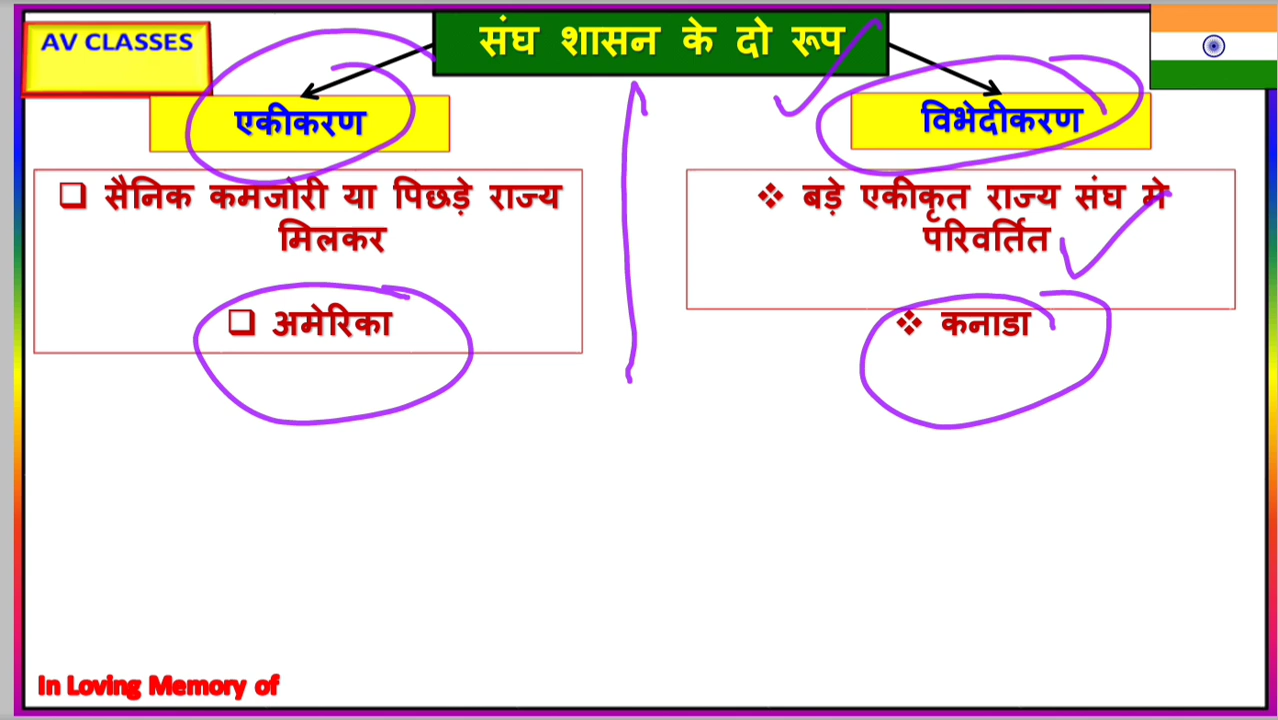 AV CLASSES
संघ शासन के दो रूप
एकीकरण
विभेदीकरण
❑ सैनिक कमजोरी या पिछड़े राज्य
मिलकर
❑ अमेरिका
❖ बड़े एकीकृत राज्य संघ मे
परिवर्तित
❖ कनाडा
In Loving Memory of